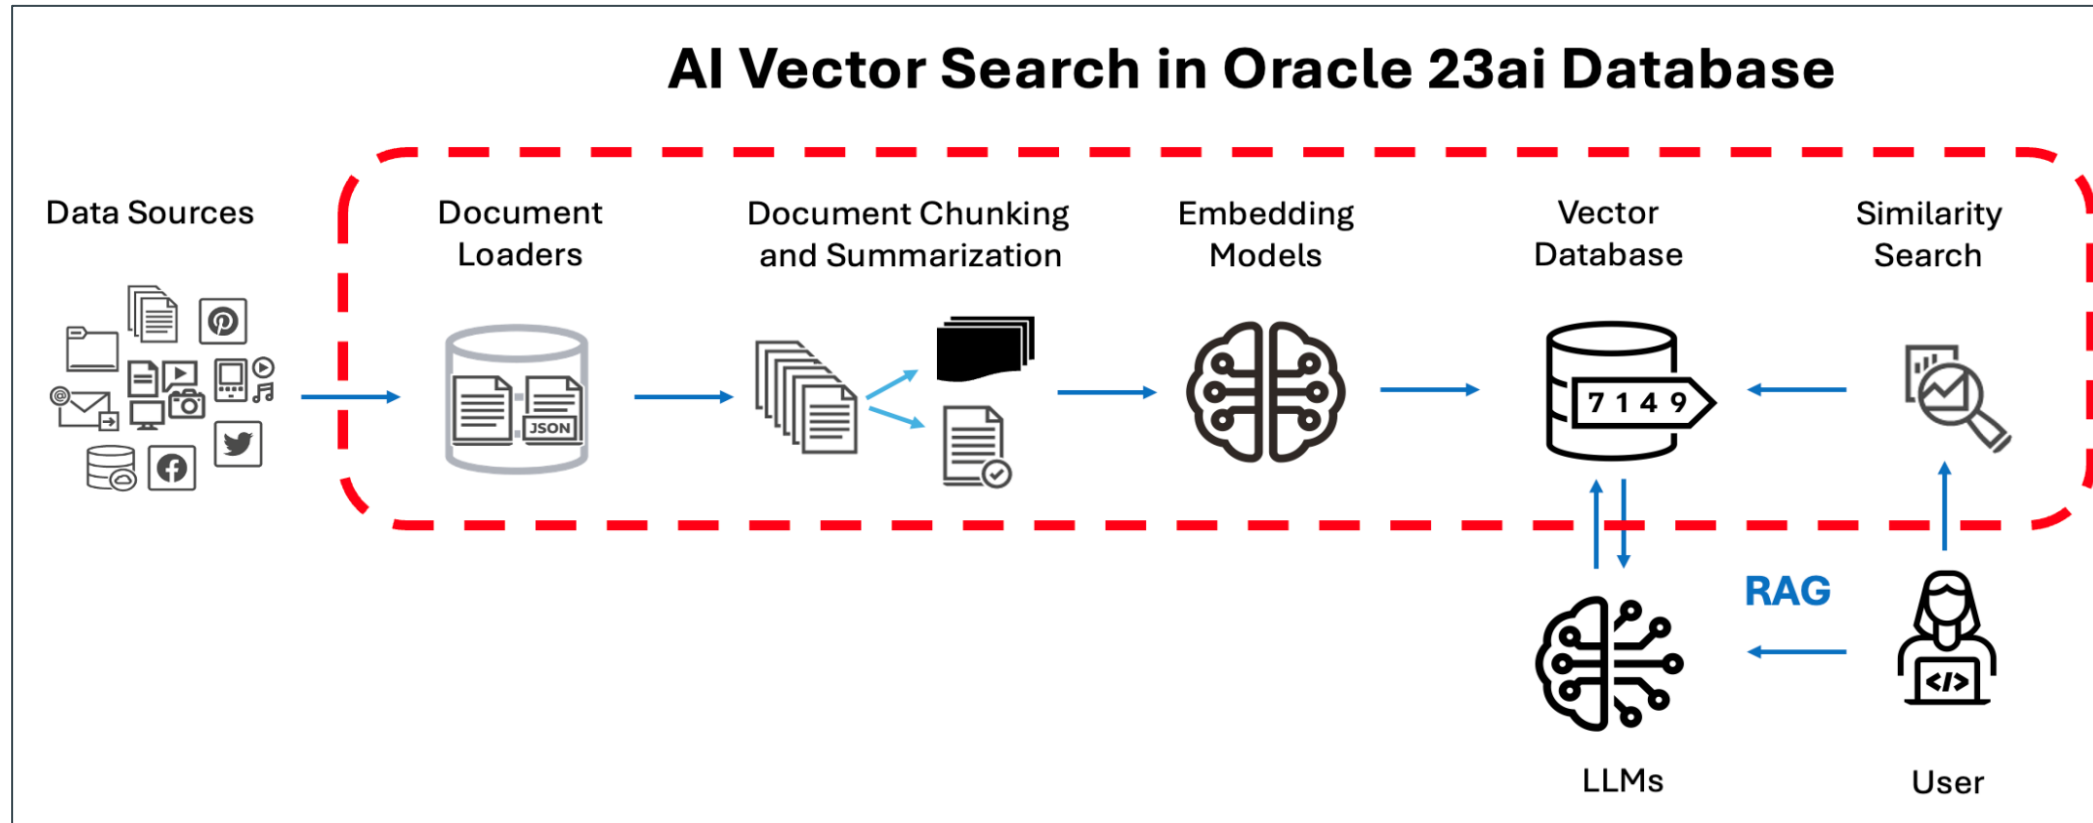 AI Vector Search in Oracle 23ai Database
Data Sources
Document
Loaders
Document Chunking
and Summarization
Embedding
Models
Vector
Database
Similarity
Search
@
JSON
7 1 4 9
RAG
</>
LLMs
User